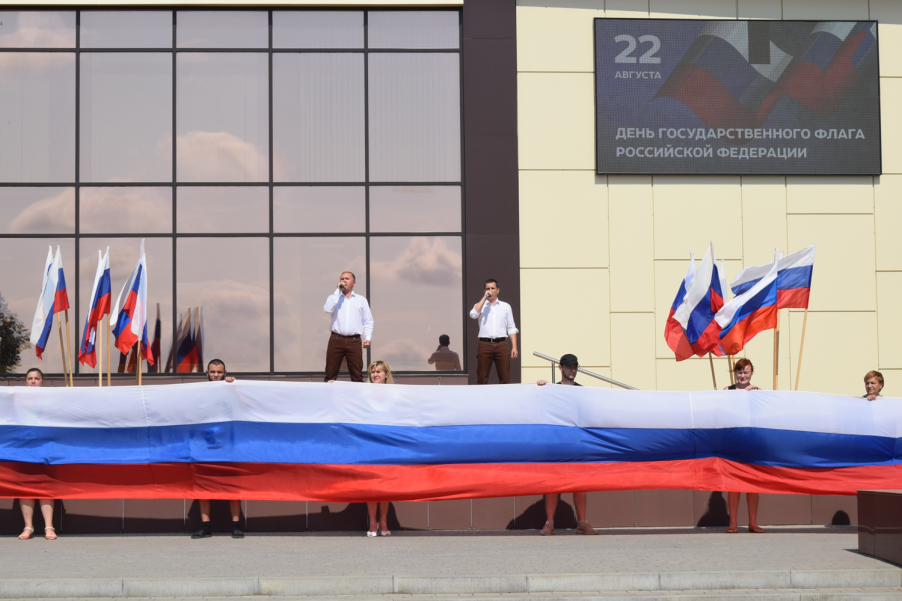 22
АВГУСТА
ДЕНЬ ГОСУДАРСТВЕННОГО ФЛАГА
РОССИЙСКОЙ ФЕДЕРАЦИИ